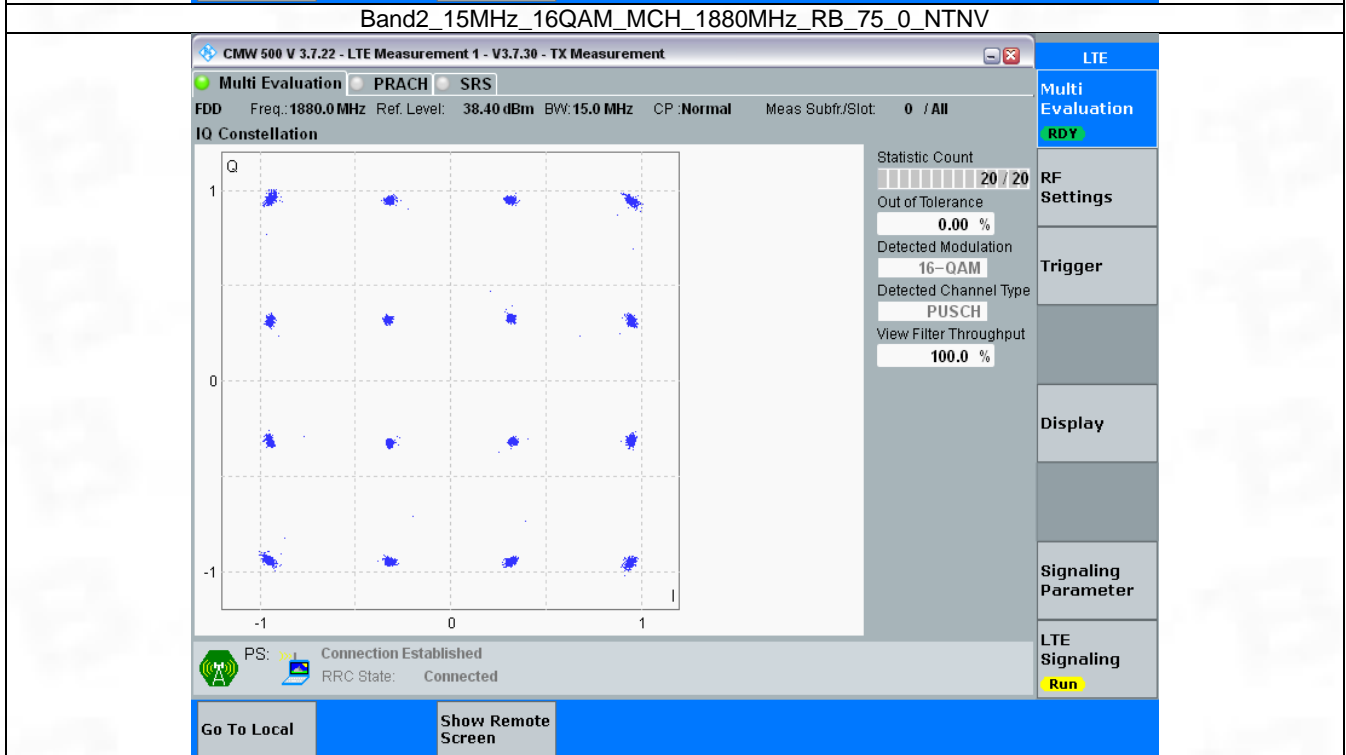 Band2_15MHz_16QAM_MCH_1880MHz_RB_75_0_NTNV
CMW 500 V 3.7.22 - LTE Measurement 1 - V3.7.30 - TX Measurement
LTE
Multi Evaluation PRACH SRS
Multi
Evaluation
RDY
FDD Freq.: 1880.0 MHz Ref. Level: 38.40 dBm BW: 15.0 MHz CP : Normal Meas Subfr./Slot: 0 / All
IQ Constellation
Q
1
0
-1
-1 0 1
I
Statistic Count
20 / 20
Out of Tolerance
0.00 %
Detected Modulation
16-QAM
Detected Channel Type
PUSCH
View Filter Throughput
100.0 %
RF
Settings
Trigger
Display
Signaling
Parameter
LTE
Signaling
Run
PS: Connection Established
RRC State: Connected
Go To Local
Show Remote
Screen